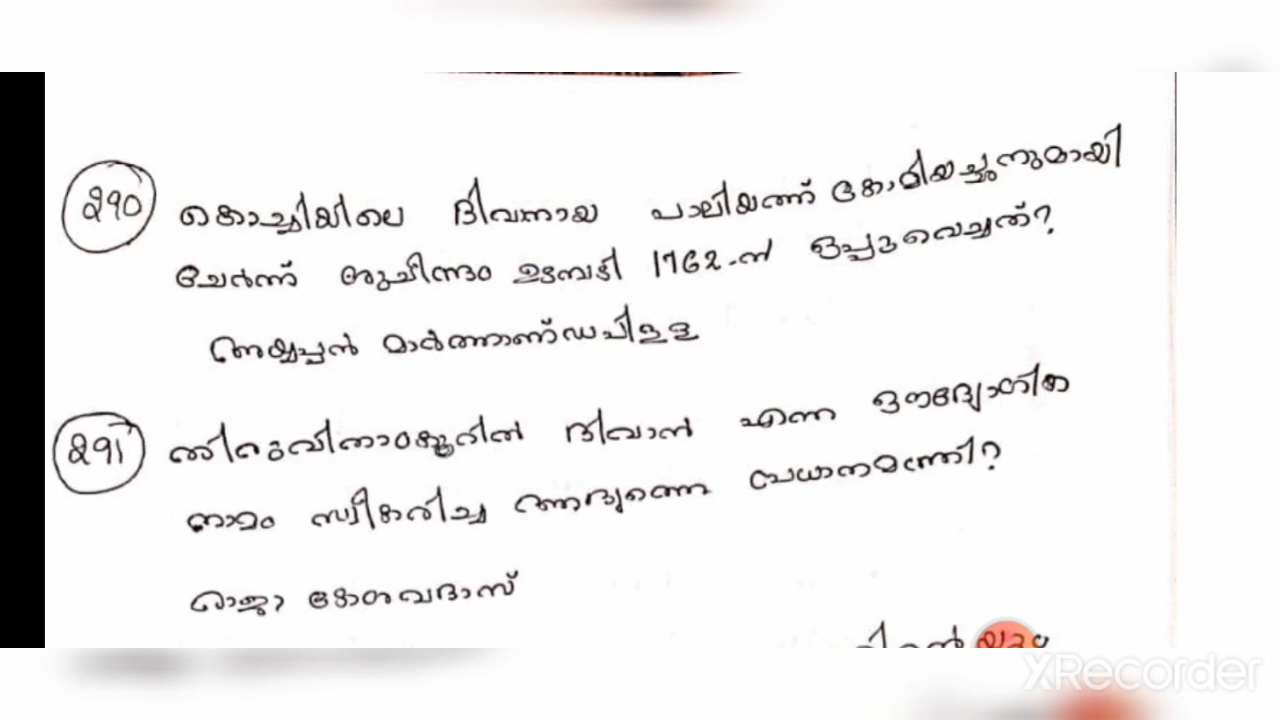 290 കൊച്ചിയിലെ ദീവനായ പാലിയത്ത് കോമിയച്ചനുമായി
ചേർന്ന് ശുചീന്ദ്രം ഉടമ്പടി 1762-ൽ ഒപ്പുവെച്ചത്?
അയ്യപ്പൻ മാർത്താണ്ഡപിള്ള
291 തിരുവിതാംകൂറിൽ ദിവാൻ എന്ന ഔദ്യോഗിക
നാമം സ്വീകരിച്ച ആദ്യത്തെ പ്രധാനമന്ത്രി?
രാജാ കേശവദാസ്
XRecorder